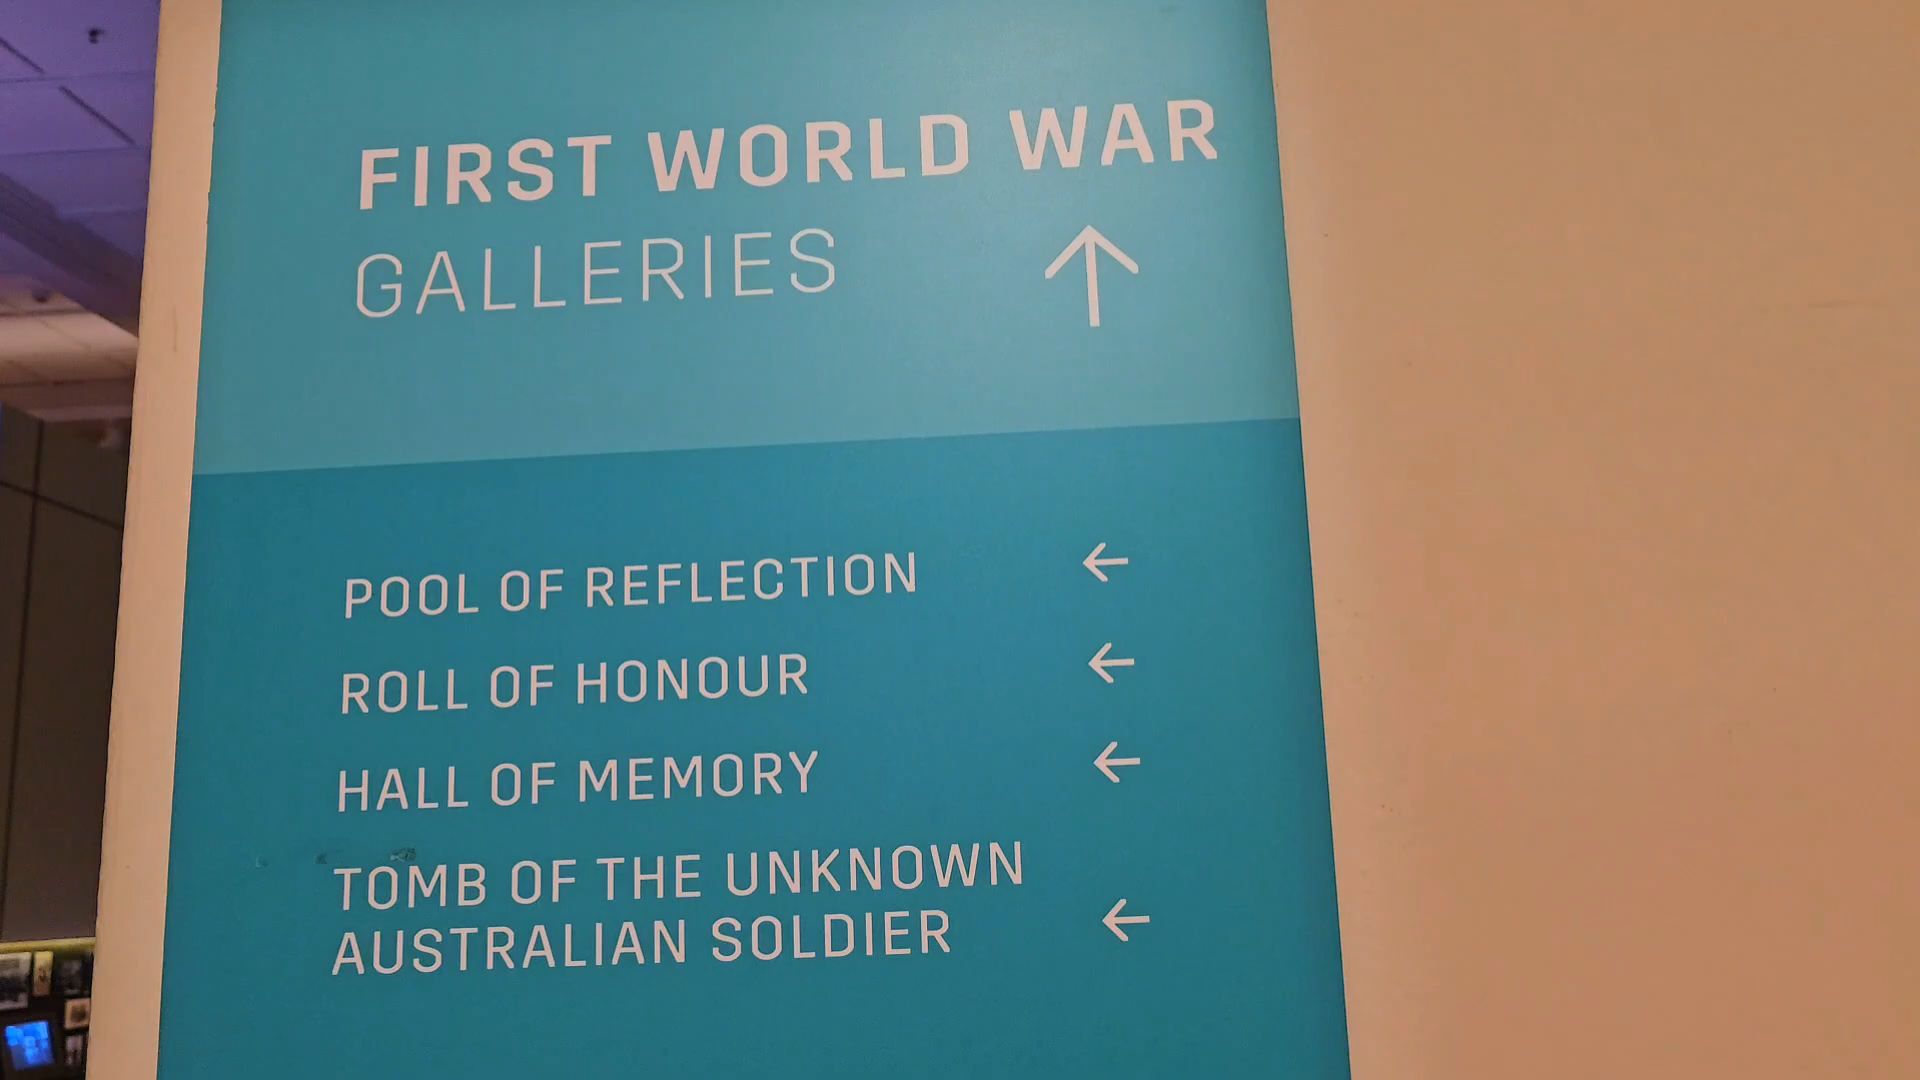 FIRST WORLD WAR
GALLERIES ↑
POOL OF REFLECTION ←
ROLL OF HONOUR ←
HALL OF MEMORY ←
TOMB OF THE UNKNOWN
AUSTRALIAN SOLDIER ←